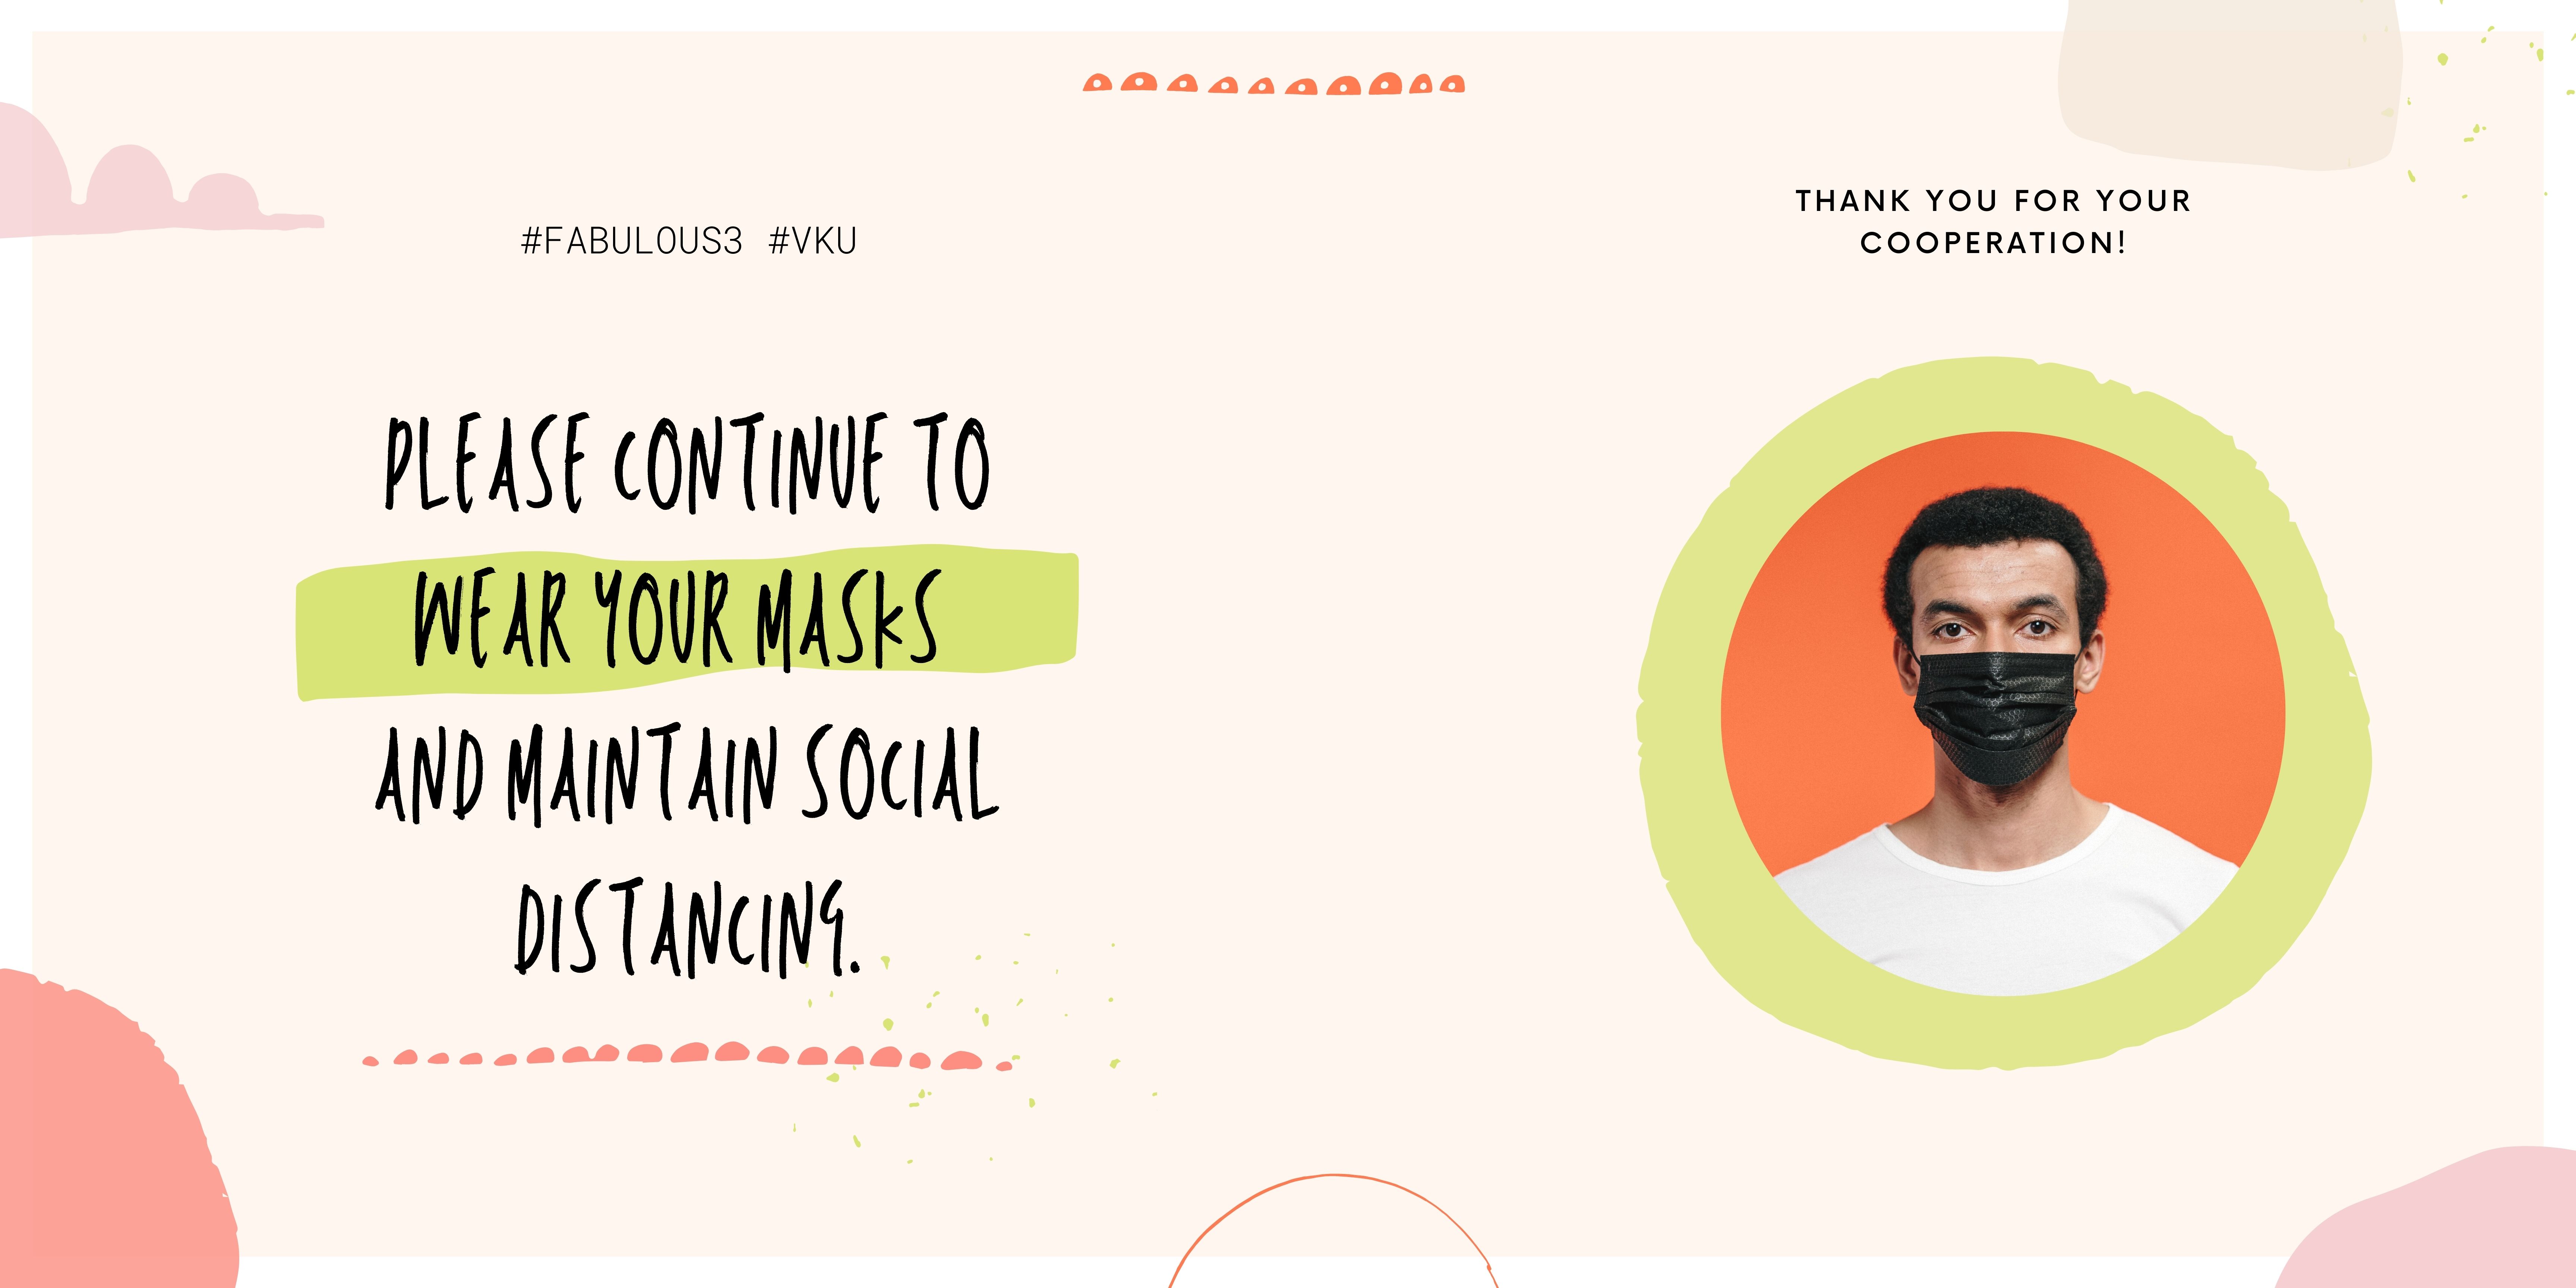 #FABULOUS3 #VKU
PLEASE CONTINUE TO
WEAR YOUR MASKS
AND MAINTAIN SOCIAL
DISTANCING.
THANK YOU FOR YOUR
COOPERATION!